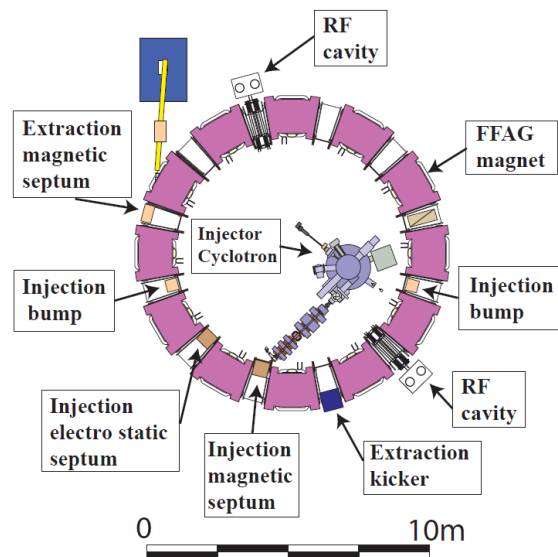 RF
cavity
Extraction
magnetic
septum
FFAG
magnet
Injector
Cyclotron
Injection
bump
Injection
bump
Injection
electro static
septum
Injection
magnetic
septum
Extraction
kicker
RF
cavity
0
10m